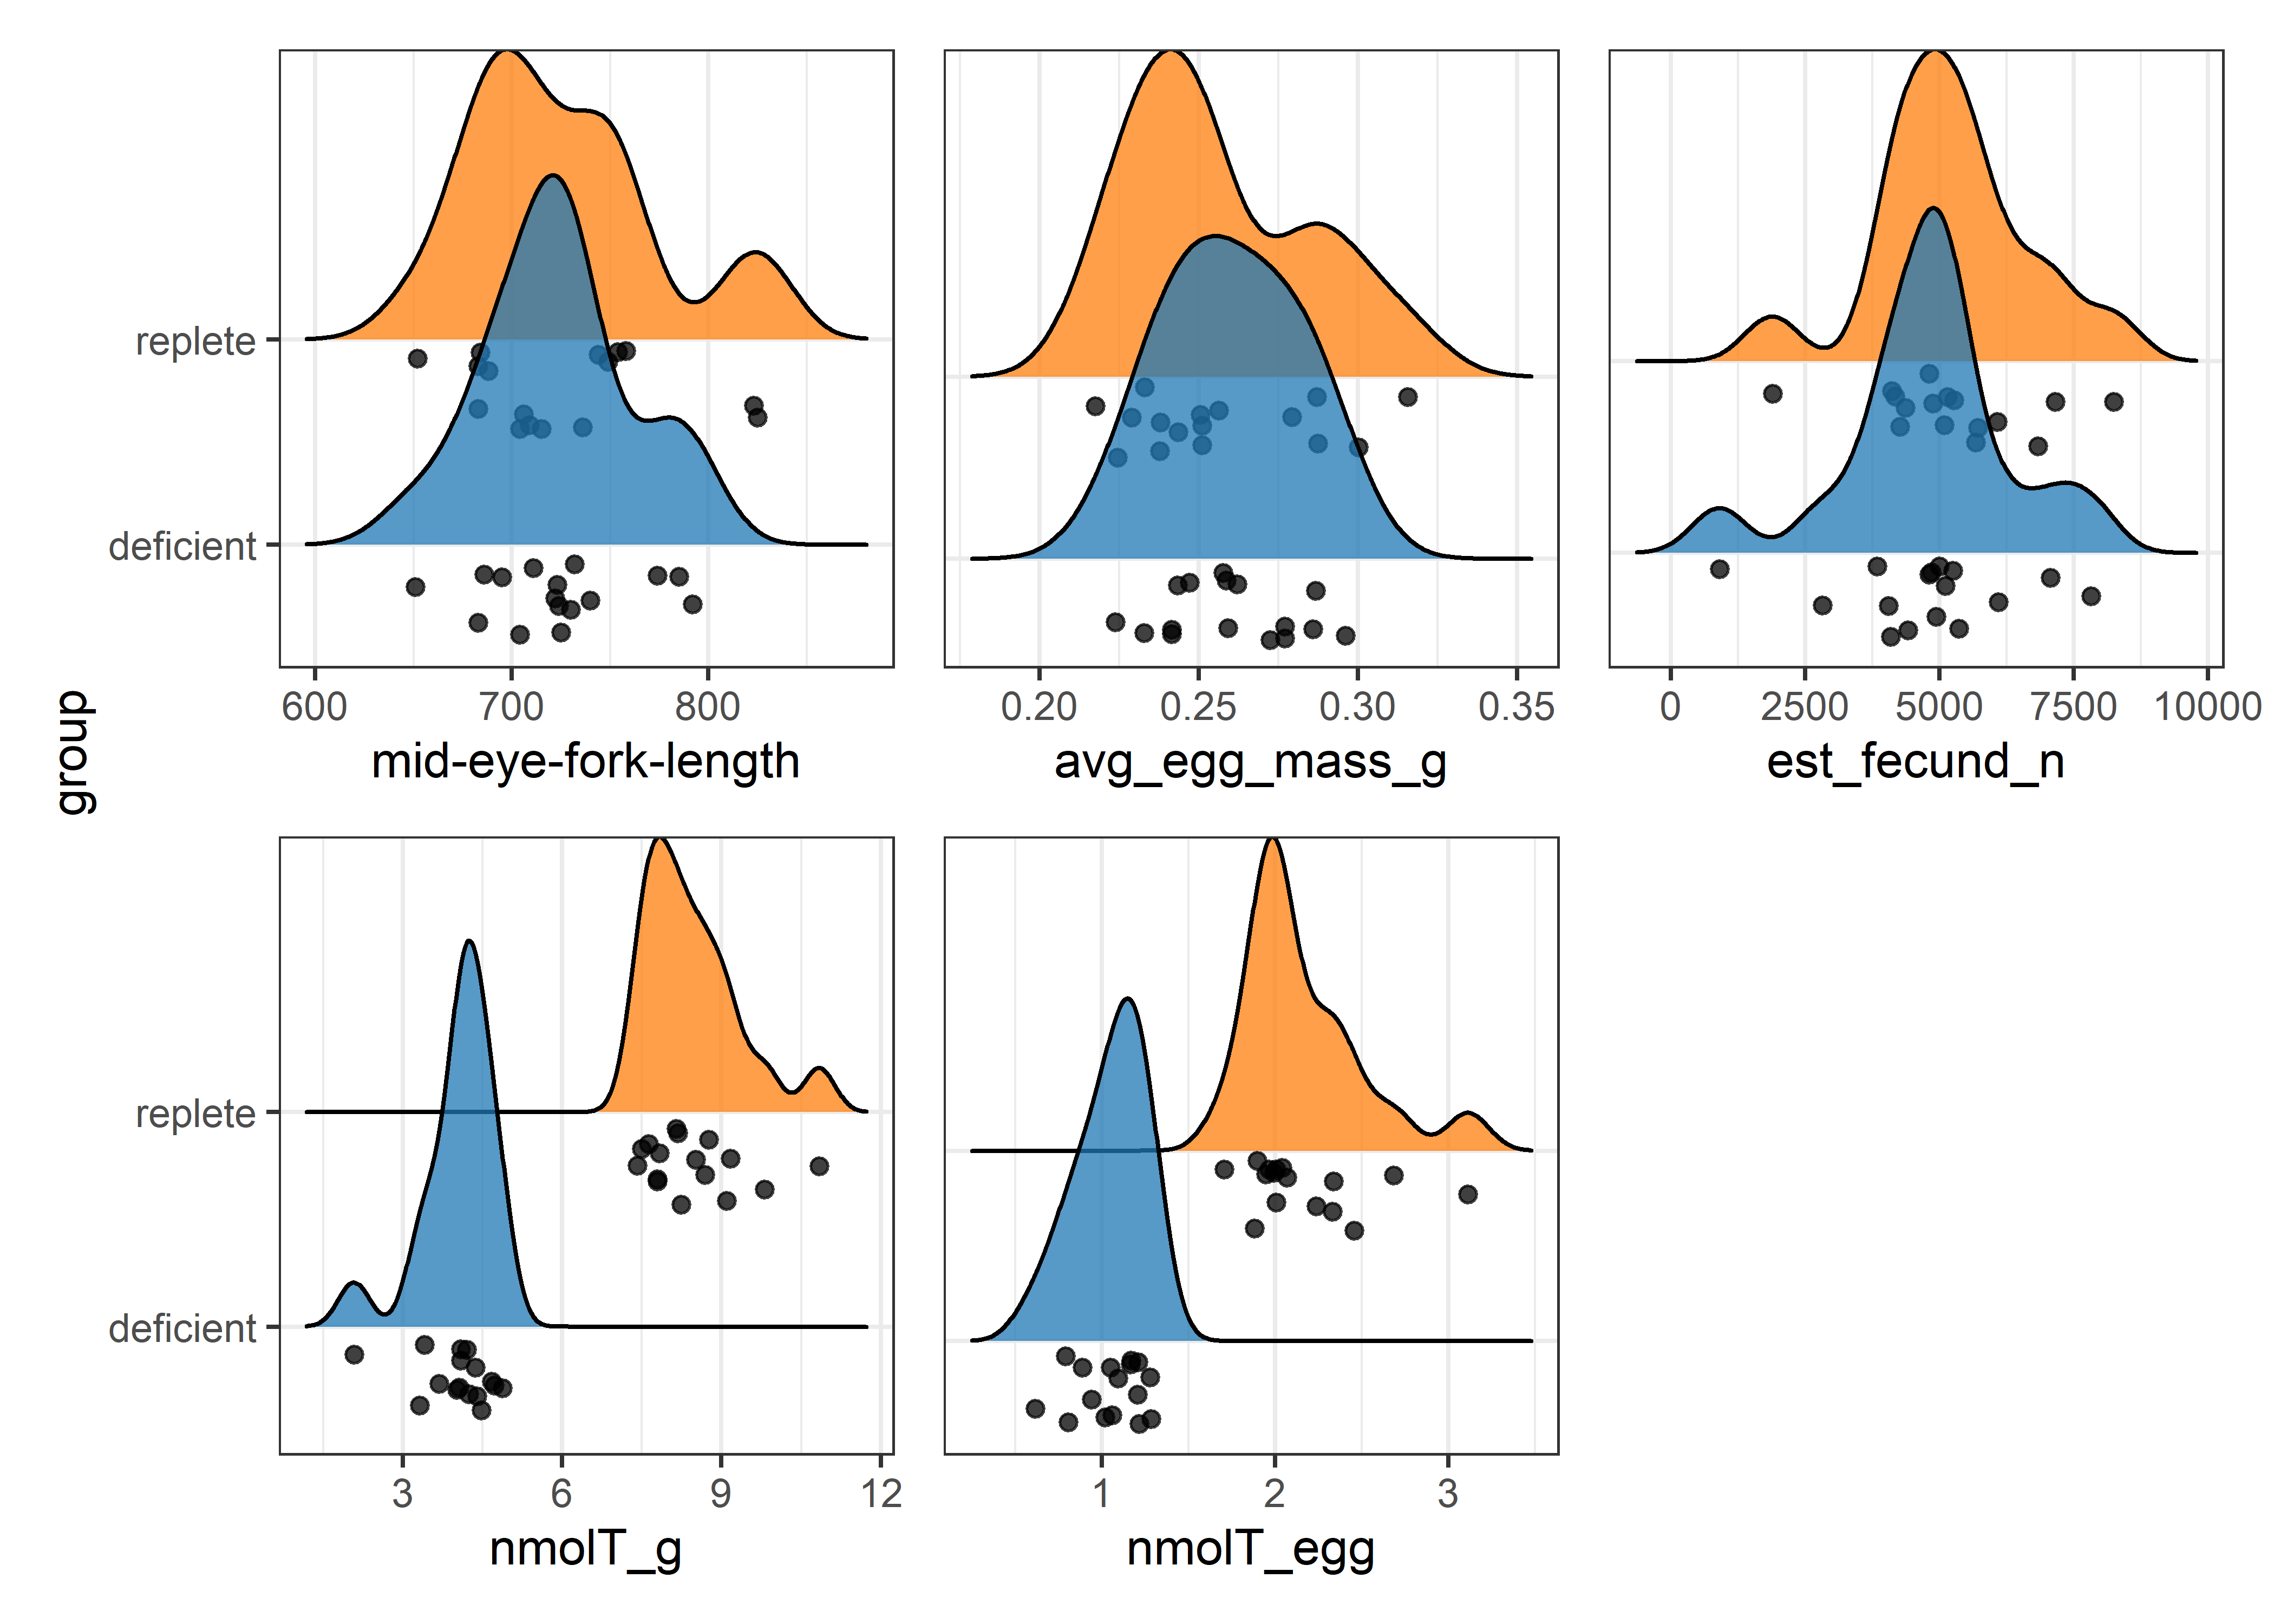 group
replete
deficient
600 700 800
mid-eye-fork-length
0.20 0.25 0.30 0.35
avg_egg_mass_g
0 2500 5000 7500 10000
est_fecund_n
replete
deficient
3 6 9 12
nmolT_g
1 2 3
nmolT_egg